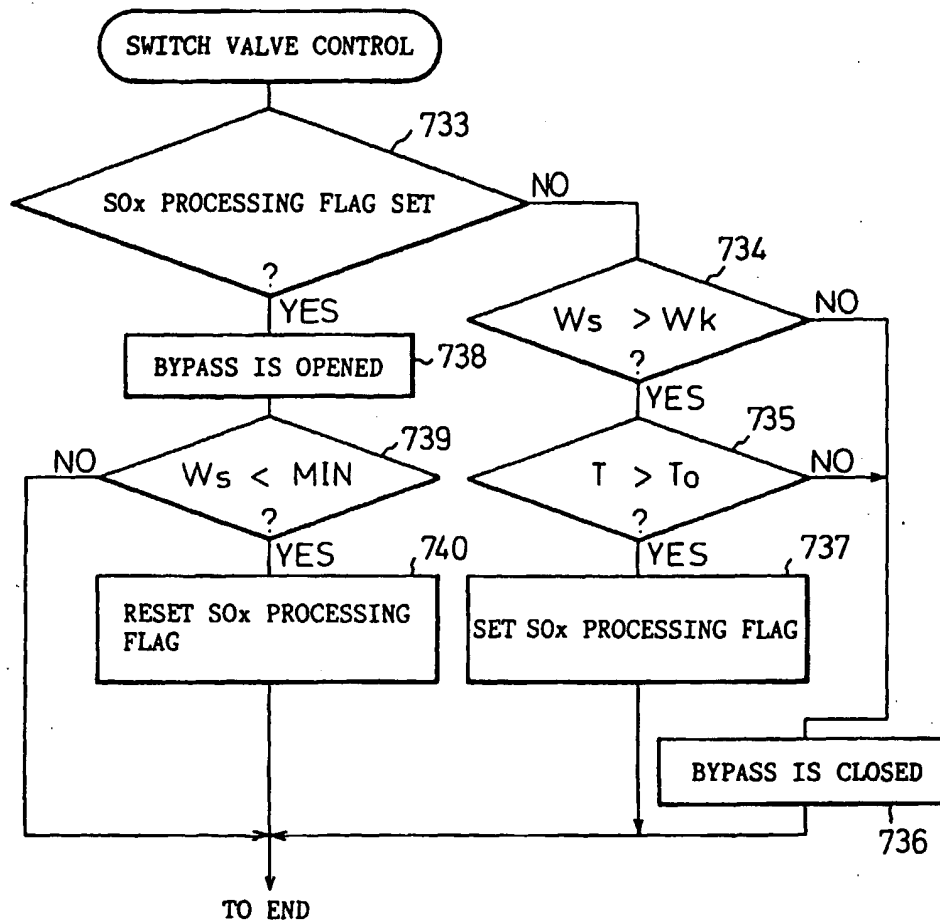 SWITCH VALVE CONTROL
733
SOx PROCESSING FLAG SET
?
NO
YES
734
Ws > Wk
?
NO
YES
738
BYPASS IS OPENED
739
Ws < MIN
?
NO
YES
735
T > To
?
NO
YES
740
RESET SOx PROCESSING
FLAG
737
SET SOx PROCESSING FLAG
BYPASS IS CLOSED
736
TO END